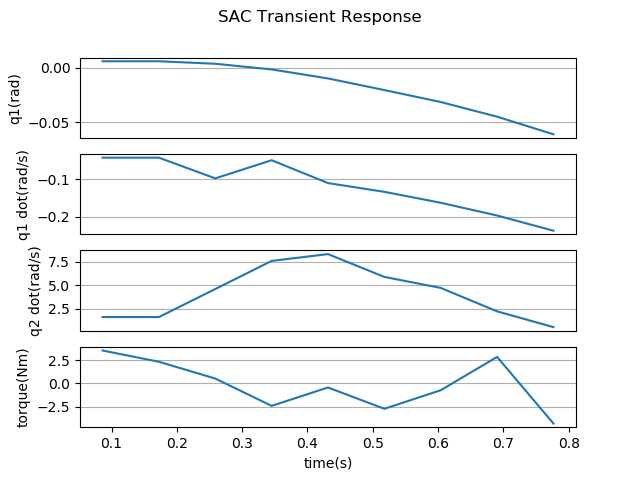 SAC Transient Response
q1(rad)
0.00
−0.05
q1 dot(rad/s)
−0.1
−0.2
q2 dot(rad/s)
7.5
5.0
2.5
torque(Nm)
2.5
0.0
−2.5
0.1 0.2 0.3 0.4 0.5 0.6 0.7 0.8
time(s)